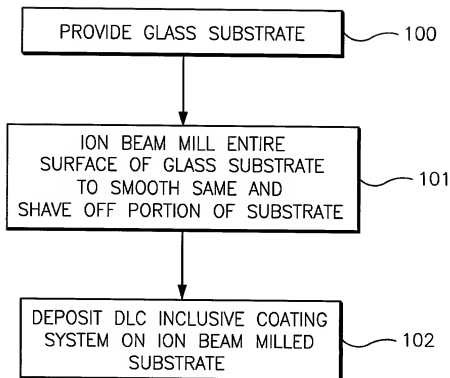 PROVIDE GLASS SUBSTRATE
100
ION BEAM MILL ENTIRE
SURFACE OF GLASS SUBSTRATE
TO SMOOTH SAME AND
SHAVE OFF PORTION OF SUBSTRATE
101
DEPOSIT DLC INCLUSIVE COATING
SYSTEM ON ION BEAM MILLED
SUBSTRATE
102